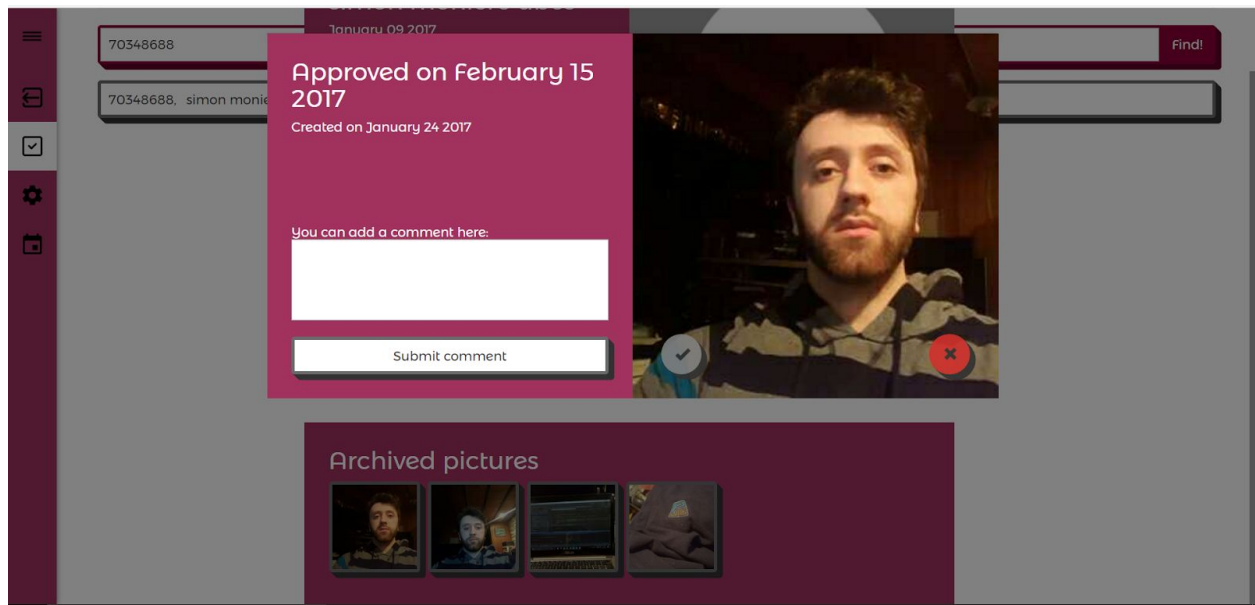 January 09 2017
70348688
Find!
70348688, simon monie
Approved on February 15
2017
Created on January 24 2017
You can add a comment here:
Submit comment
Archived pictures